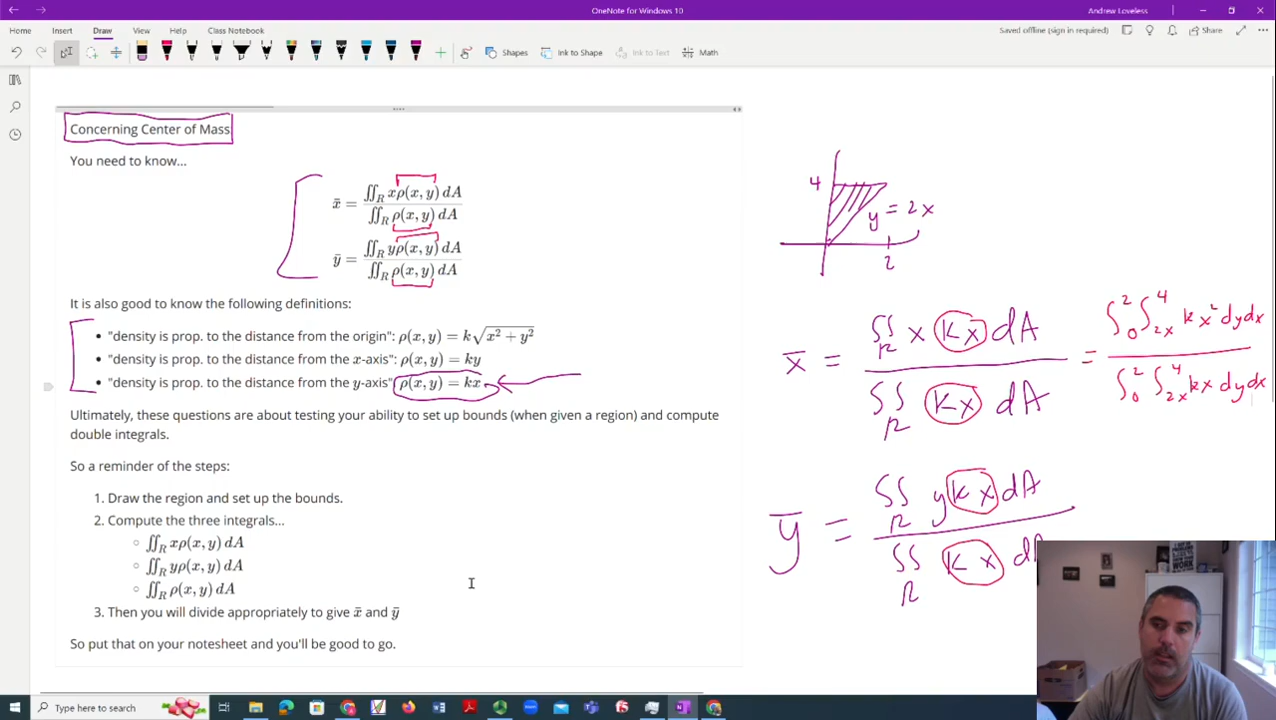 OneNote for Windows 10
Andrew Loveless
Home Insert Draw View Help Class Notebook
Saved offline (sign in required)
Share
Shapes Ink to Shape Ink to Text Math
Concerning Center of Mass
You need to know...
x̄ = ∬_R xρ(x, y) dA / ∬_R ρ(x, y) dA
ȳ = ∬_R yρ(x, y) dA / ∬_R ρ(x, y) dA
It is also good to know the following definitions:
• "density is prop. to the distance from the origin": ρ(x, y) = k√(x² + y²)
• "density is prop. to the distance from the x-axis": ρ(x, y) = ky
• "density is prop. to the distance from the y-axis" ρ(x, y) = kx
Ultimately, these questions are about testing your ability to set up bounds (when given a region) and compute
double integrals.
So a reminder of the steps:
1. Draw the region and set up the bounds.
2. Compute the three integrals...
∘ ∬_R xρ(x, y) dA
∘ ∬_R yρ(x, y) dA
∘ ∬_R ρ(x, y) dA
3. Then you will divide appropriately to give x̄ and ȳ
So put that on your notesheet and you'll be good to go.
4
y = 2x
2
x̄ = ∬_R x kx dA / ∬_R kx dA = ∫_0^2 ∫_{2x}^4 kx² dy dx / ∫_0^2 ∫_{2x}^4 kx dy dx
ȳ = ∬_R y kx dA / ∬_R kx d
Type here to search